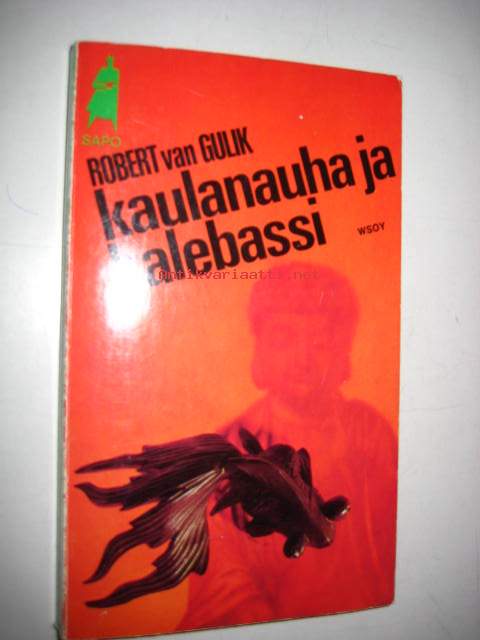 SAPO
ROBERT van GULIK
kaulanauha ja
kalebassi
WSOY
antikvariaatti.net